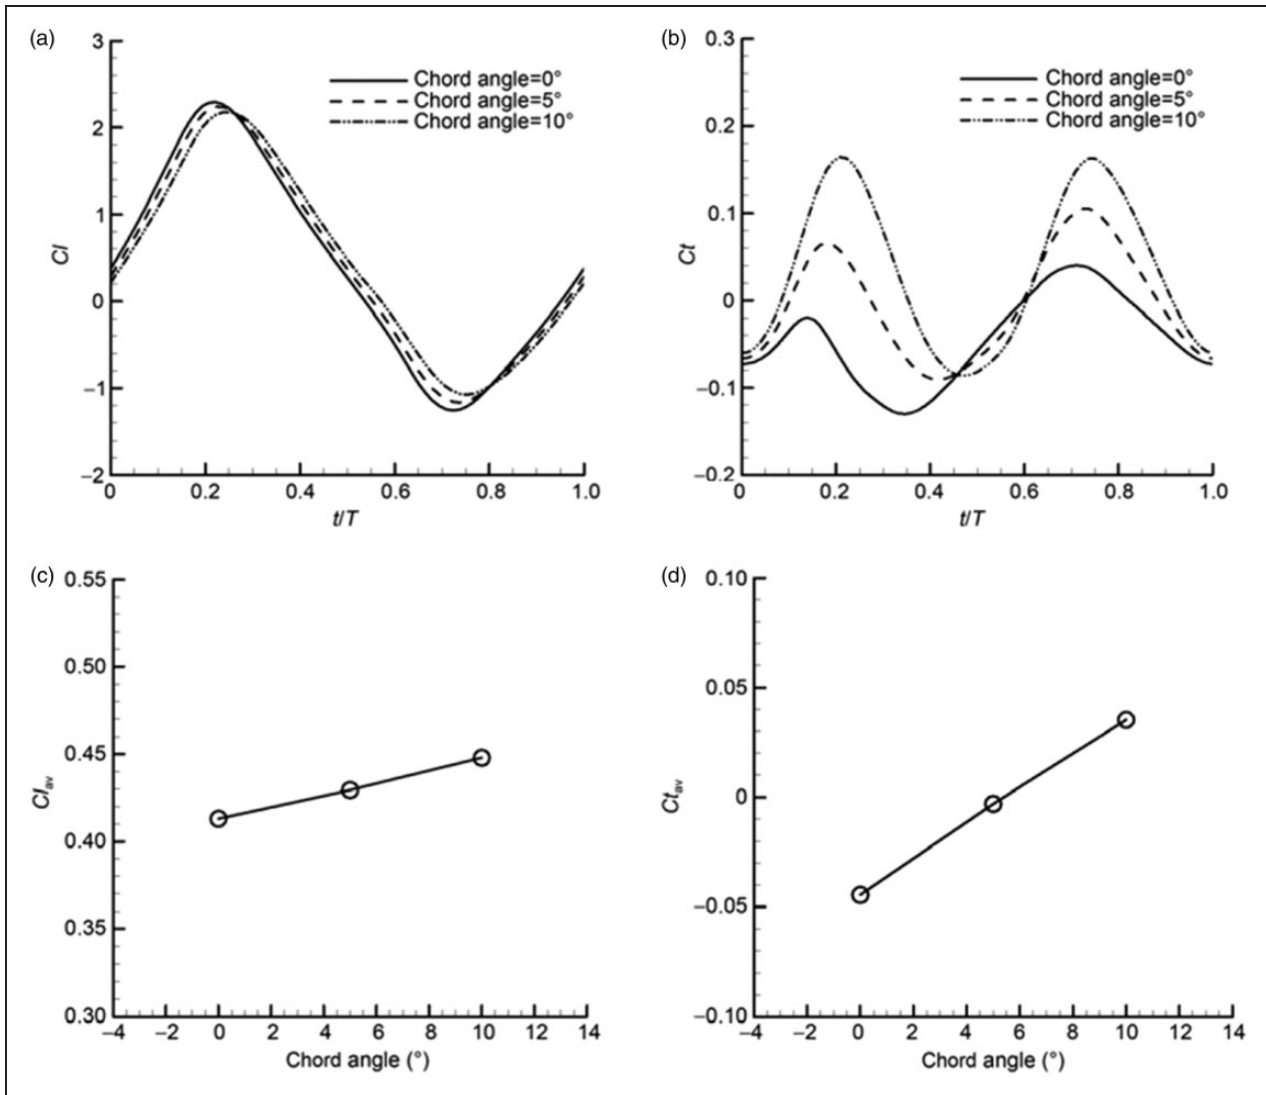 (a)
3
2
1
0
−1
−2
Cl
Chord angle=0°
Chord angle=5°
Chord angle=10°
0 0.2 0.4 0.6 0.8 1.0
t/T
(b)
0.3
0.2
0.1
0
−0.1
−0.2
Ct
Chord angle=0°
Chord angle=5°
Chord angle=10°
0 0.2 0.4 0.6 0.8 1.0
t/T
(c)
0.55
0.50
0.45
0.40
0.35
0.30
Clav
−4 −2 0 2 4 6 8 10 12 14
Chord angle (°)
(d)
0.10
0.05
0
−0.05
−0.10
Ctav
−4 −2 0 2 4 6 8 10 12 14
Chord angle (°)